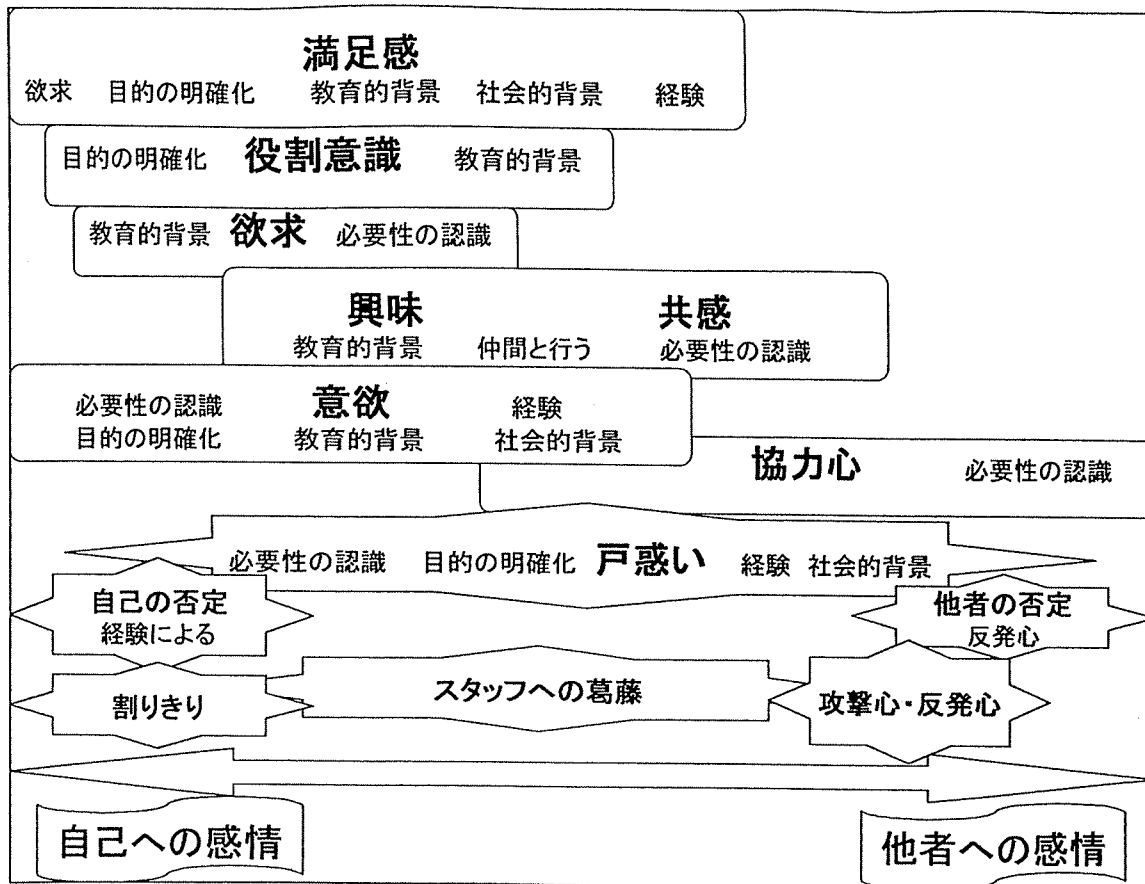 満足感
欲求 目的の明確化 教育的背景 社会的背景 経験
目的の明確化 役割意識 教育的背景
教育的背景 欲求 必要性の認識
興味 共感
教育的背景 仲間と行う 必要性の認識
必要性の認識 意欲 経験
目的の明確化 教育的背景 社会的背景
協力心 必要性の認識
必要性の認識 目的の明確化 戸惑い 経験 社会的背景
自己の否定
経験による
他者の否定
反発心
割りきり
スタッフへの葛藤
攻撃心・反発心
自己への感情
他者への感情